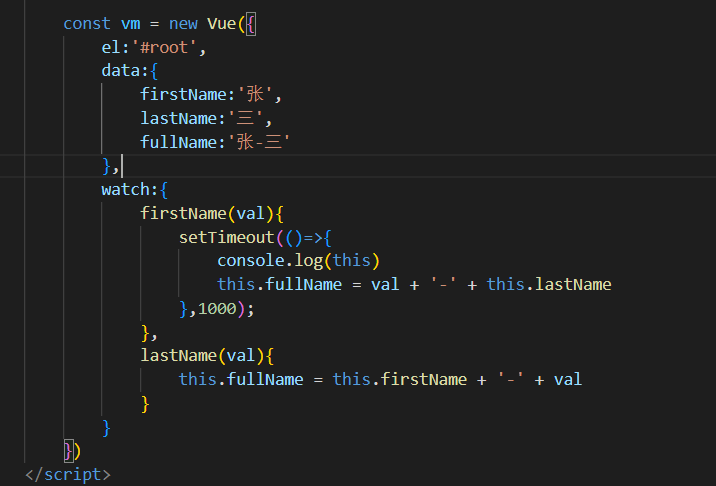 const vm = new Vue({
el:'#root',
data:{
firstName:'张',
lastName:'三',
fullName:'张-三'
},
watch:{
firstName(val){
setTimeout(()=>{
console.log(this)
this.fullName = val + '-' + this.lastName
},1000);
},
lastName(val){
this.fullName = this.firstName + '-' + val
}
}
})
</script>